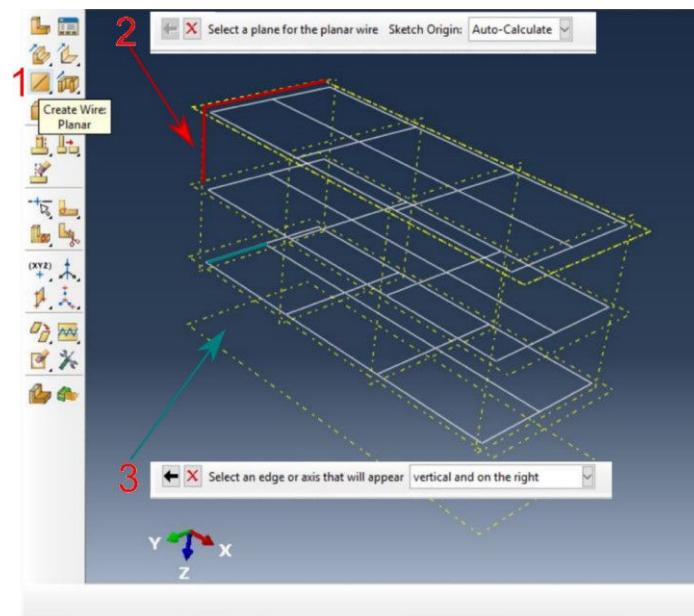 2
Select a plane for the planar wire Sketch Origin: Auto-Calculate
1
Create Wire:
Planar
(XYZ)
3
Select an edge or axis that will appear vertical and on the right
Y
X
Z